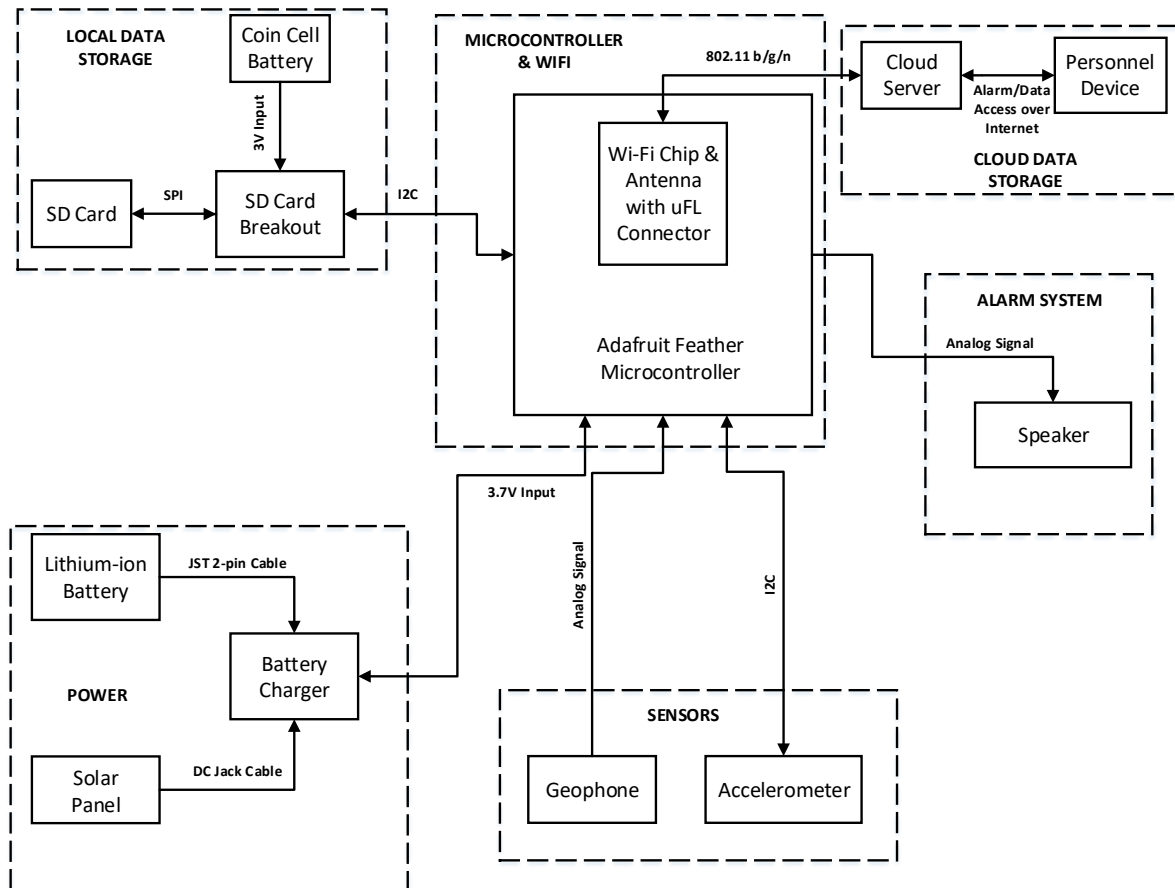 LOCAL DATA
STORAGE
Coin Cell
Battery
3V Input
SD Card
SPI
SD Card
Breakout
I2C
MICROCONTROLLER
& WIFI
802.11 b/g/n
Wi-Fi Chip &
Antenna
with uFL
Connector
Adafruit Feather
Microcontroller
Cloud
Server
Personnel
Device
Alarm/Data
Access over
Internet
CLOUD DATA
STORAGE
ALARM SYSTEM
Analog Signal
Speaker
3.7V Input
Lithium-ion
Battery
JST 2-pin Cable
Battery
Charger
POWER
Solar
Panel
DC Jack Cable
Analog Signal
I2C
SENSORS
Geophone
Accelerometer